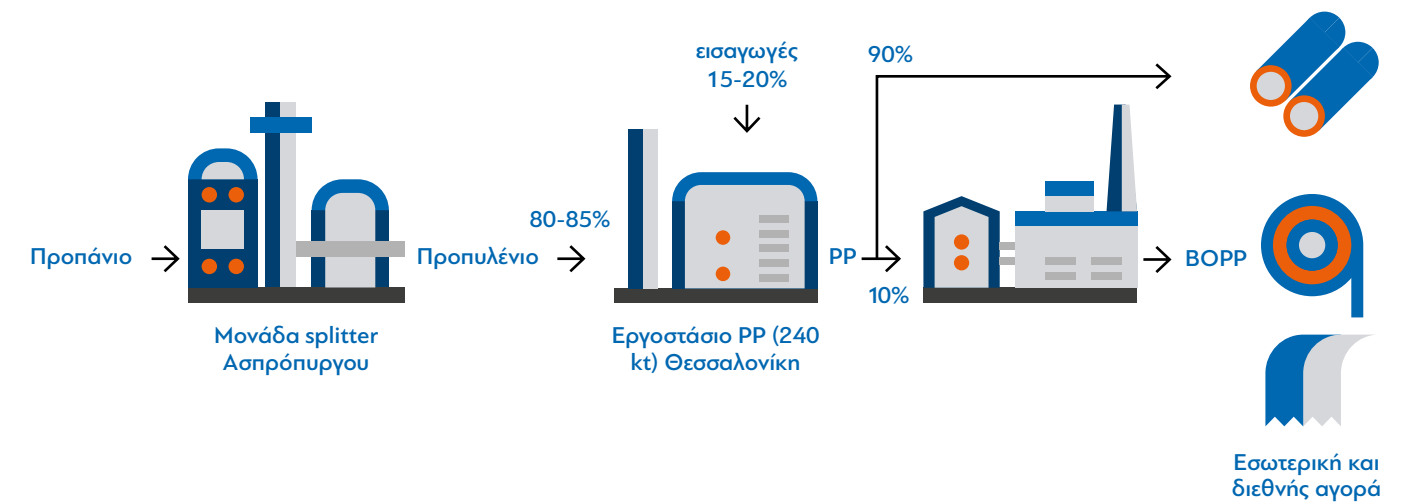 Προπάνιο
Μονάδα splitter
Ασπρόπυργου
Προπυλένιο
80-85%
εισαγωγές
15-20%
Εργοστάσιο PP (240
kt) Θεσσαλονίκη
PP
90%
10%
BOPP
Εσωτερική και
διεθνής αγορά